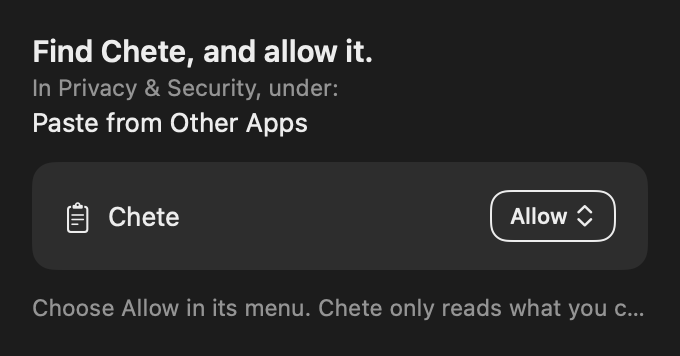 Find Chete, and allow it.
In Privacy & Security, under:
Paste from Other Apps
Chete
Allow
Choose Allow in its menu. Chete only reads what you c...